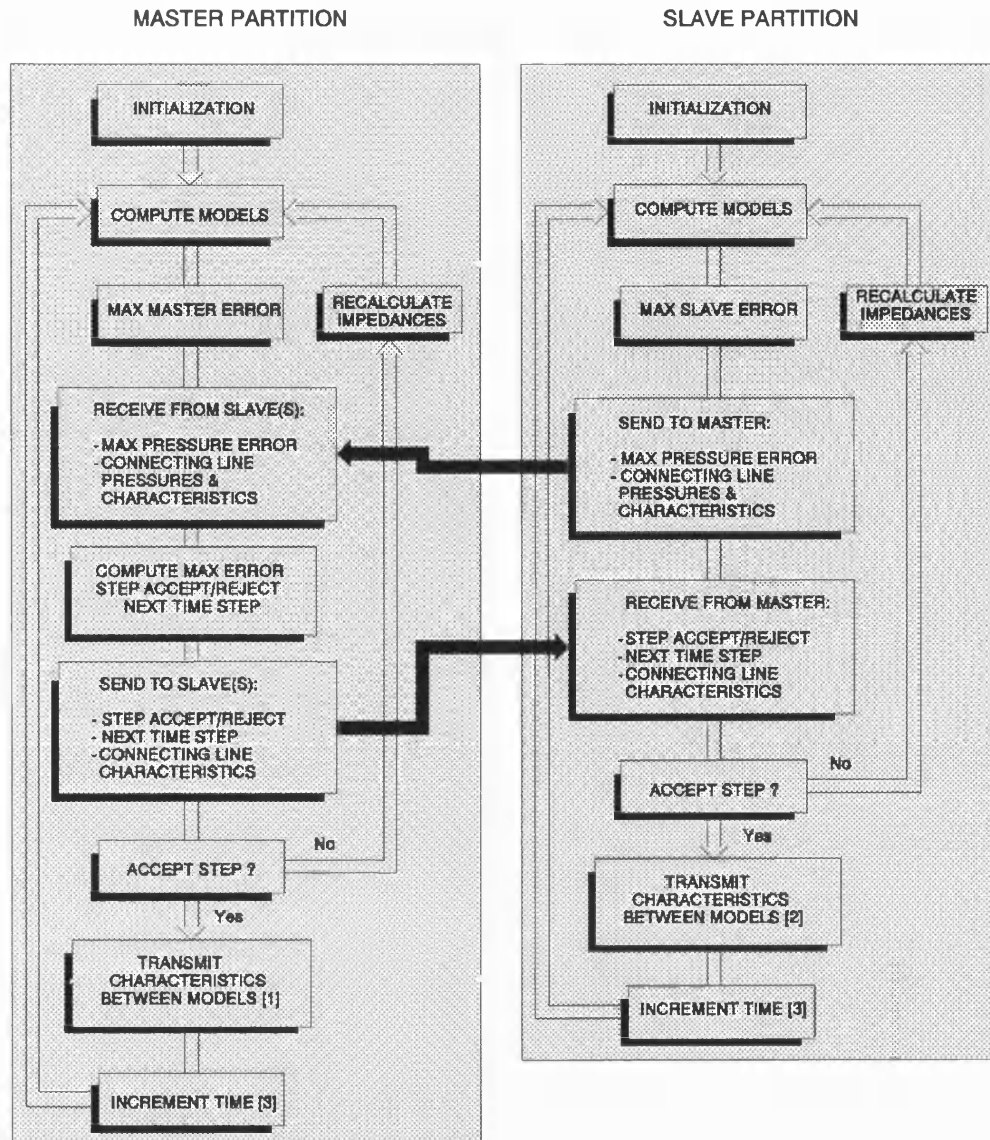 MASTER PARTITION
INITIALIZATION
COMPUTE MODELS
MAX MASTER ERROR
RECALCULATE
IMPEDANCES
RECEIVE FROM SLAVE(S):
- MAX PRESSURE ERROR
- CONNECTING LINE
PRESSURES &
CHARACTERISTICS
COMPUTE MAX ERROR
STEP ACCEPT/REJECT
NEXT TIME STEP
SEND TO SLAVE(S):
- STEP ACCEPT/REJECT
- NEXT TIME STEP
- CONNECTING LINE
CHARACTERISTICS
No
ACCEPT STEP ?
Yes
TRANSMIT
CHARACTERISTICS
BETWEEN MODELS [1]
INCREMENT TIME [3]
SLAVE PARTITION
INITIALIZATION
COMPUTE MODELS
MAX SLAVE ERROR
RECALCULATE
IMPEDANCES
SEND TO MASTER:
- MAX PRESSURE ERROR
- CONNECTING LINE
PRESSURES &
CHARACTERISTICS
RECEIVE FROM MASTER:
- STEP ACCEPT/REJECT
- NEXT TIME STEP
- CONNECTING LINE
CHARACTERISTICS
No
ACCEPT STEP ?
Yes
TRANSMIT
CHARACTERISTICS
BETWEEN MODELS [2]
INCREMENT TIME [3]